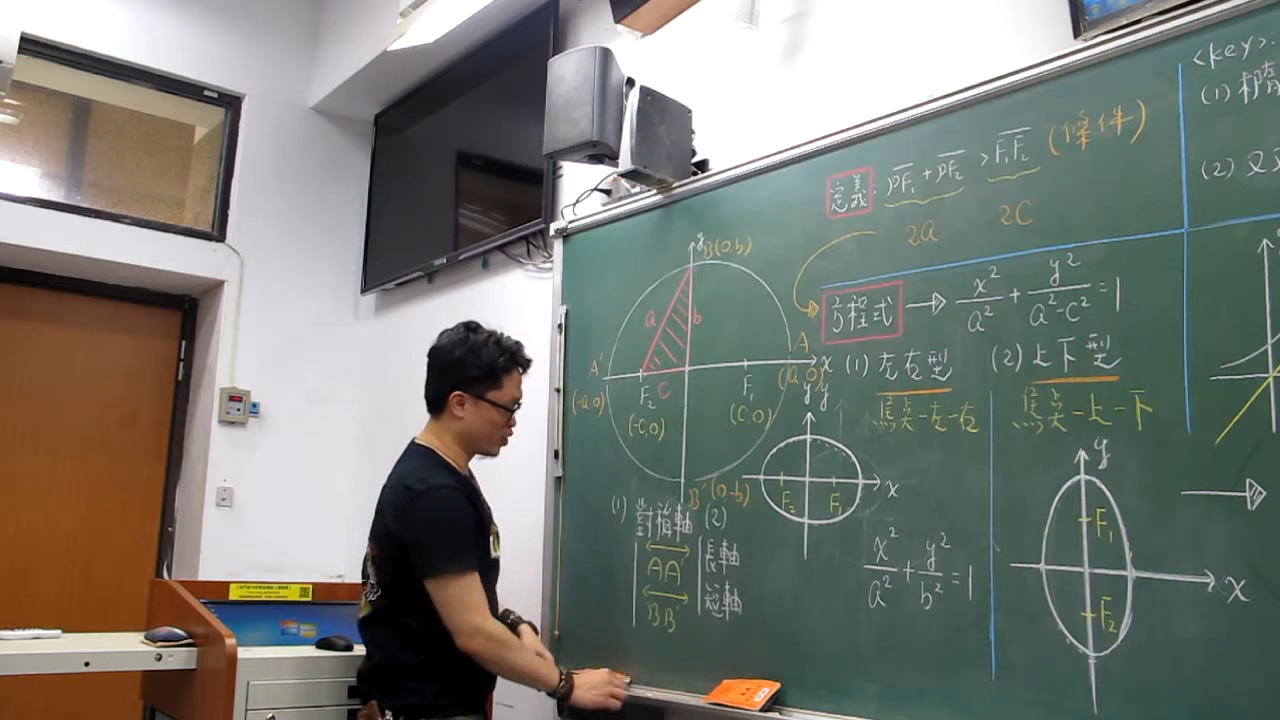 <key>:
(1) 橢
(2) 又
定義: PF₁ + PF₂ > F₁F₂ (條件)
2a 2C
方程式 → x²/a² + y²/a²-c² = 1
(1) 左右型 (2) 上下型
焦點-左-右 焦點-上-下
y B(0,b)
a b
A' A x
F₂ C F₁
(-a,0) (-C,0) (C,0) (a,0)
B'(0-b)
y
F₂ F₁ x
x²/a² + y²/b² = 1
y
F₁
x
F₂
(1) 對稱軸 (2)
AA' 長軸
BB' 短軸